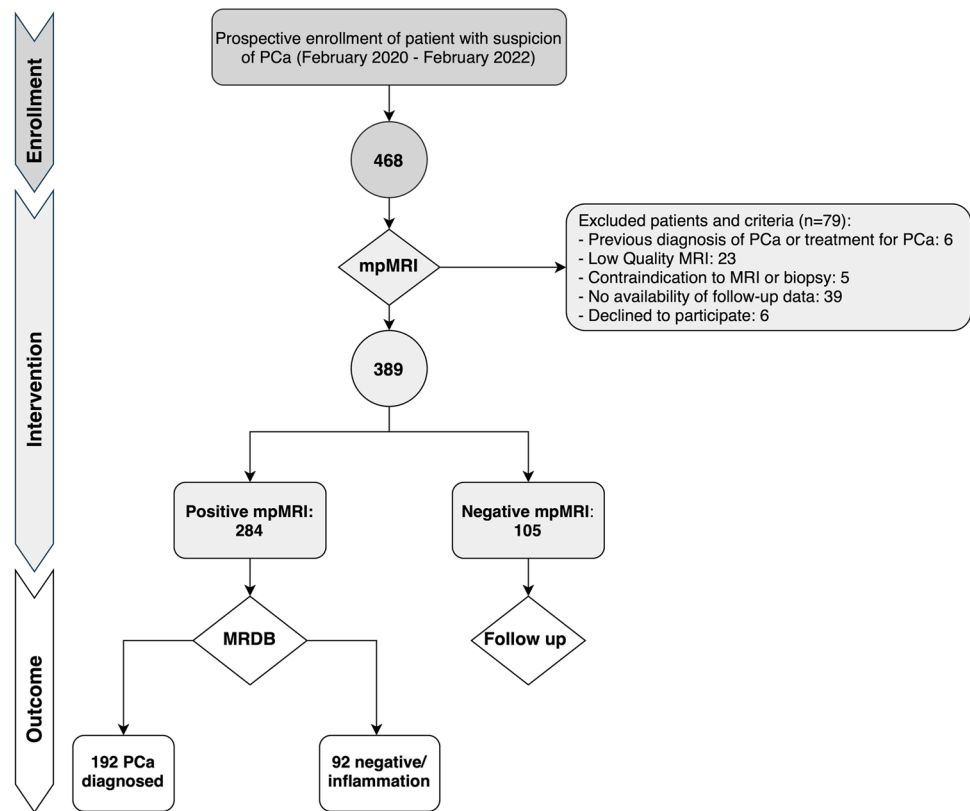 Enrollment
Prospective enrollment of patient with suspicion
of PCa (February 2020 - February 2022)
468
Intervention
mpMRI
Excluded patients and criteria (n=79):
- Previous diagnosis of PCa or treatment for PCa: 6
- Low Quality MRI: 23
- Contraindication to MRI or biopsy: 5
- No availability of follow-up data: 39
- Declined to participate: 6
389
Positive mpMRI:
284
Negative mpMRI:
105
Outcome
MRDB
Follow up
192 PCa
diagnosed
92 negative/
inflammation